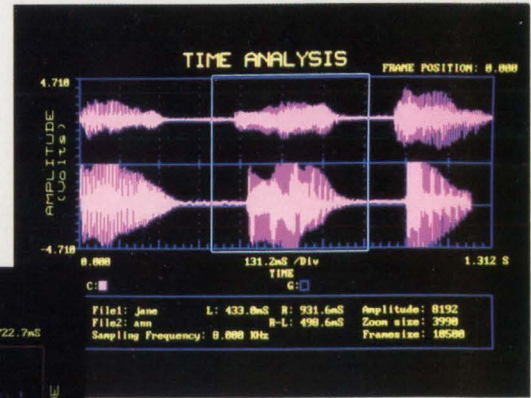 TIME ANALYSIS
FRAME POSITION: 0.000
4.710
AMPLITUDE
(Volts)
-4.710
0.000 131.2mS /Div 1.312 S
TIME
C: G:
File1: jane L: 433.0mS R: 931.6mS Amplitude: 8192
File2: ann R-L: 498.6mS Zoom size: 3990
Sampling Frequency: 8.000 KHz Framesize: 10500
722.7mS